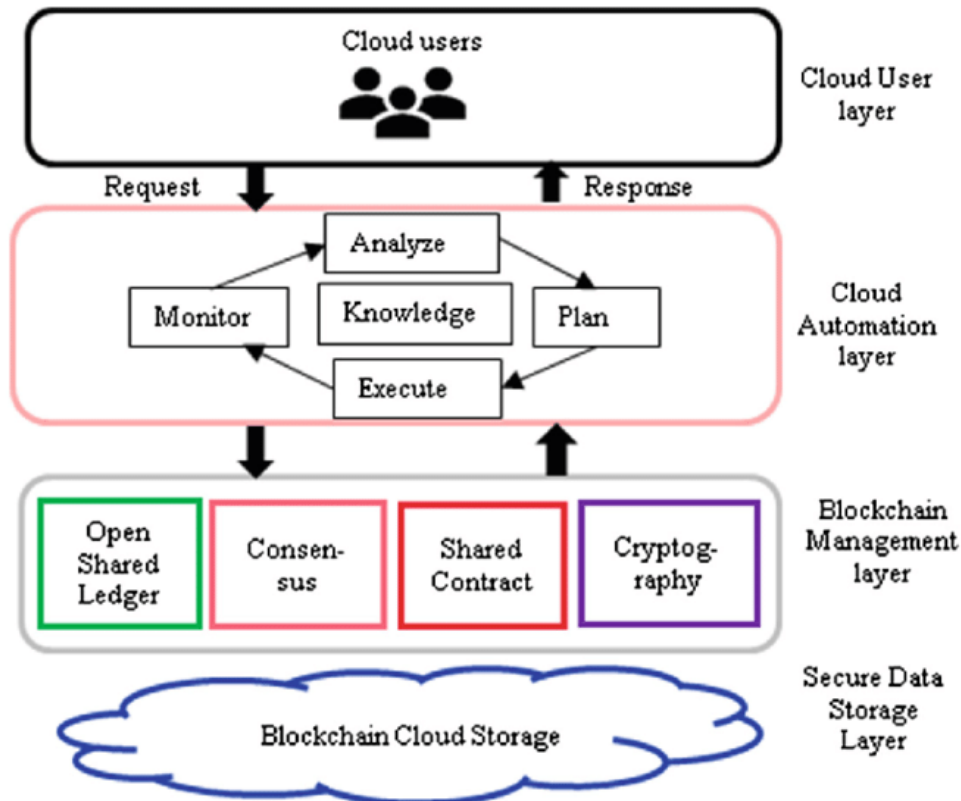 Cloud users
Cloud User
layer
Request
Response
Analyze
Monitor
Knowledge
Plan
Execute
Cloud
Automation
layer
Open
Shared
Ledger
Consen-
sus
Shared
Contract
Cryptog-
raphy
Blockchain
Management
layer
Blockchain Cloud Storage
Secure Data
Storage
Layer